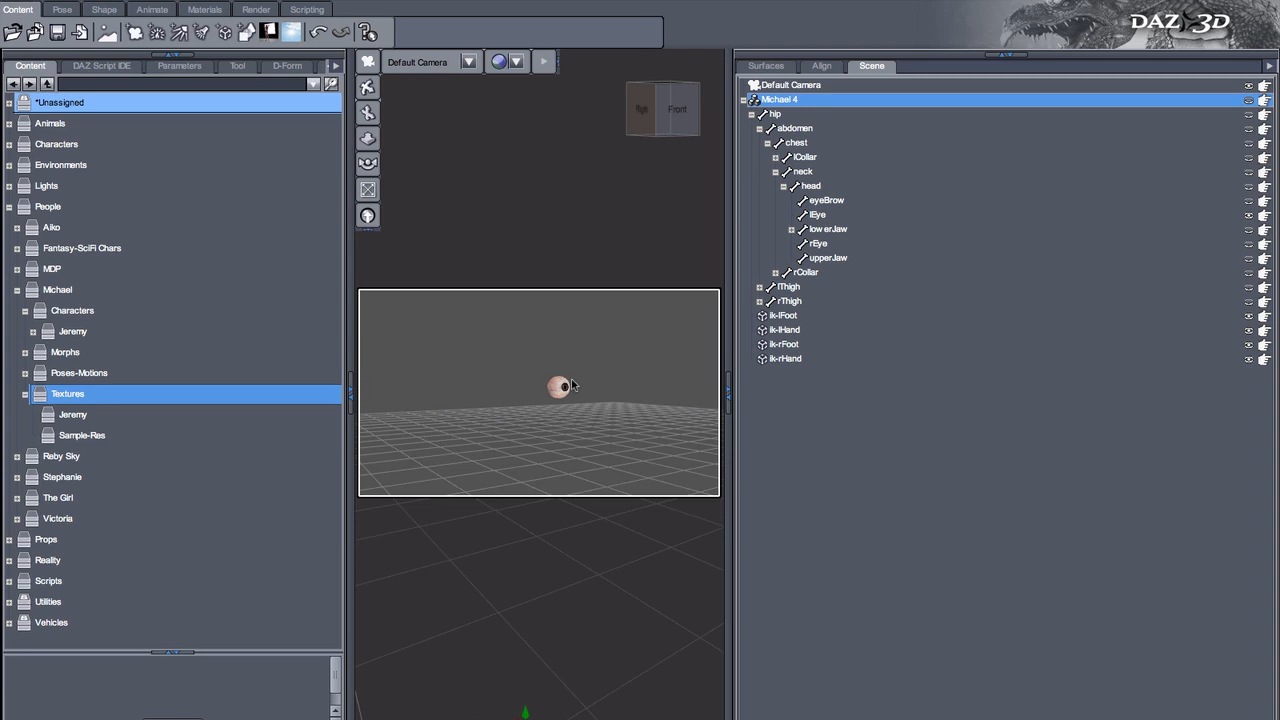 Content Pose Shape Animate Materials Render Scripting
DAZ 3D
Content DAZ Script IDE Parameters Tool D-Form
Default Camera
Surfaces Align Scene
*Unassigned
Animals
Characters
Environments
Lights
People
Aiko
Fantasy-SciFi Chars
MDP
Michael
Characters
Jeremy
Morphs
Poses-Motions
Textures
Jeremy
Sample-Res
Reby Sky
Stephanie
The Girl
Victoria
Props
Reality
Scripts
Utilities
Vehicles
Front
Default Camera
Michael 4
hip
abdomen
chest
lCollar
neck
head
eyeBrow
lEye
lowerJaw
rEye
upperJaw
rCollar
lThigh
rThigh
ik-lFoot
ik-lHand
ik-rFoot
ik-rHand